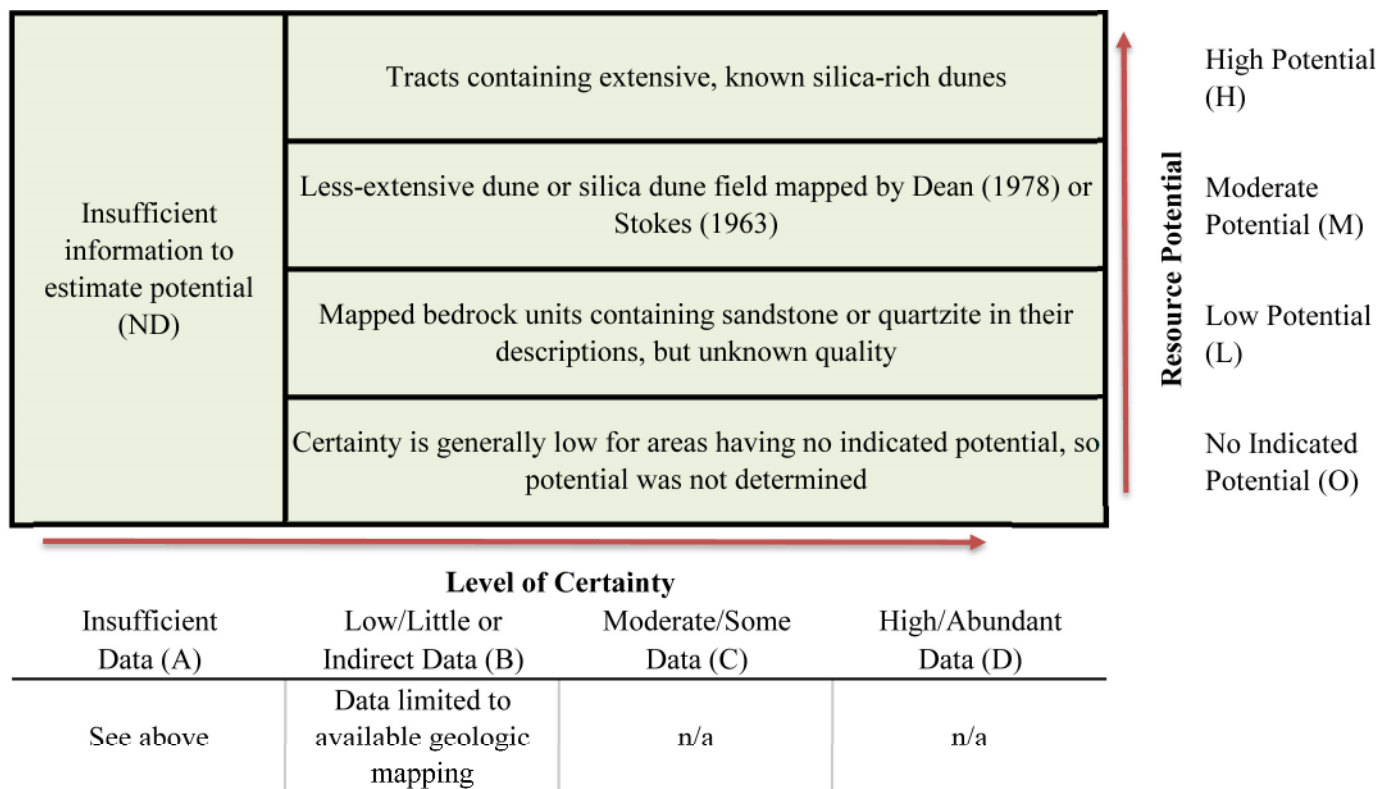 Tracts containing extensive, known silica-rich dunes
High Potential
(H)
Less-extensive dune or silica dune field mapped by Dean (1978) or
Stokes (1963)
Moderate
Potential (M)
Insufficient
information to
estimate potential
(ND)
Mapped bedrock units containing sandstone or quartzite in their
descriptions, but unknown quality
Low Potential
(L)
Certainty is generally low for areas having no indicated potential, so
potential was not determined
No Indicated
Potential (O)
Resource Potential
Level of Certainty
Insufficient
Data (A)
Low/Little or
Indirect Data (B)
Moderate/Some
Data (C)
High/Abundant
Data (D)
See above
Data limited to
available geologic
mapping
n/a
n/a